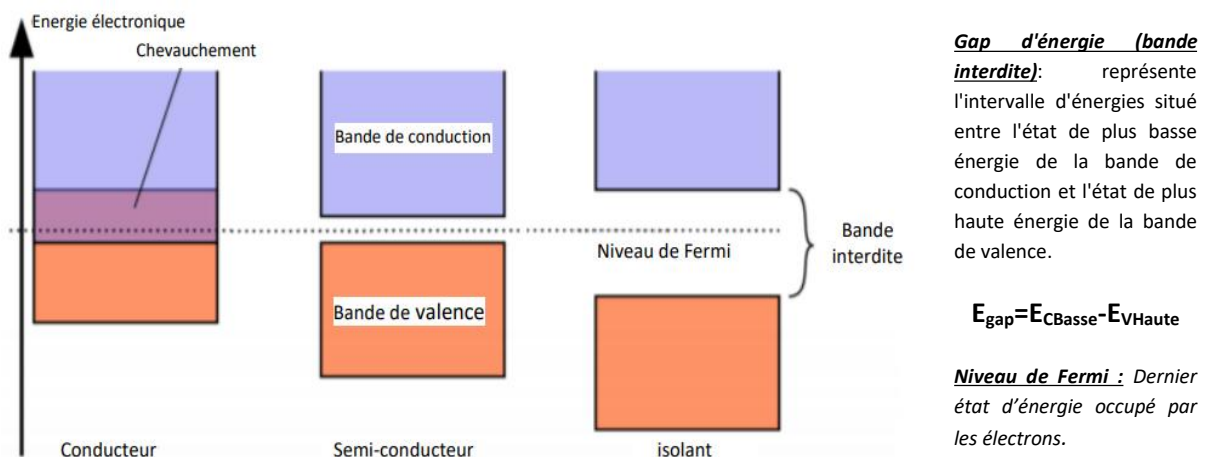 Energie électronique
Chevauchement
Bande de conduction
Niveau de Fermi
Bande
interdite
Bande de valence
Conducteur
Semi-conducteur
isolant
Gap d'énergie (bande
interdite): représente
l'intervalle d'énergies situé
entre l'état de plus basse
énergie de la bande de
conduction et l'état de plus
haute énergie de la bande
de valence.
Egap=ECBasse-EVHaute
Niveau de Fermi : Dernier
état d’énergie occupé par
les électrons.